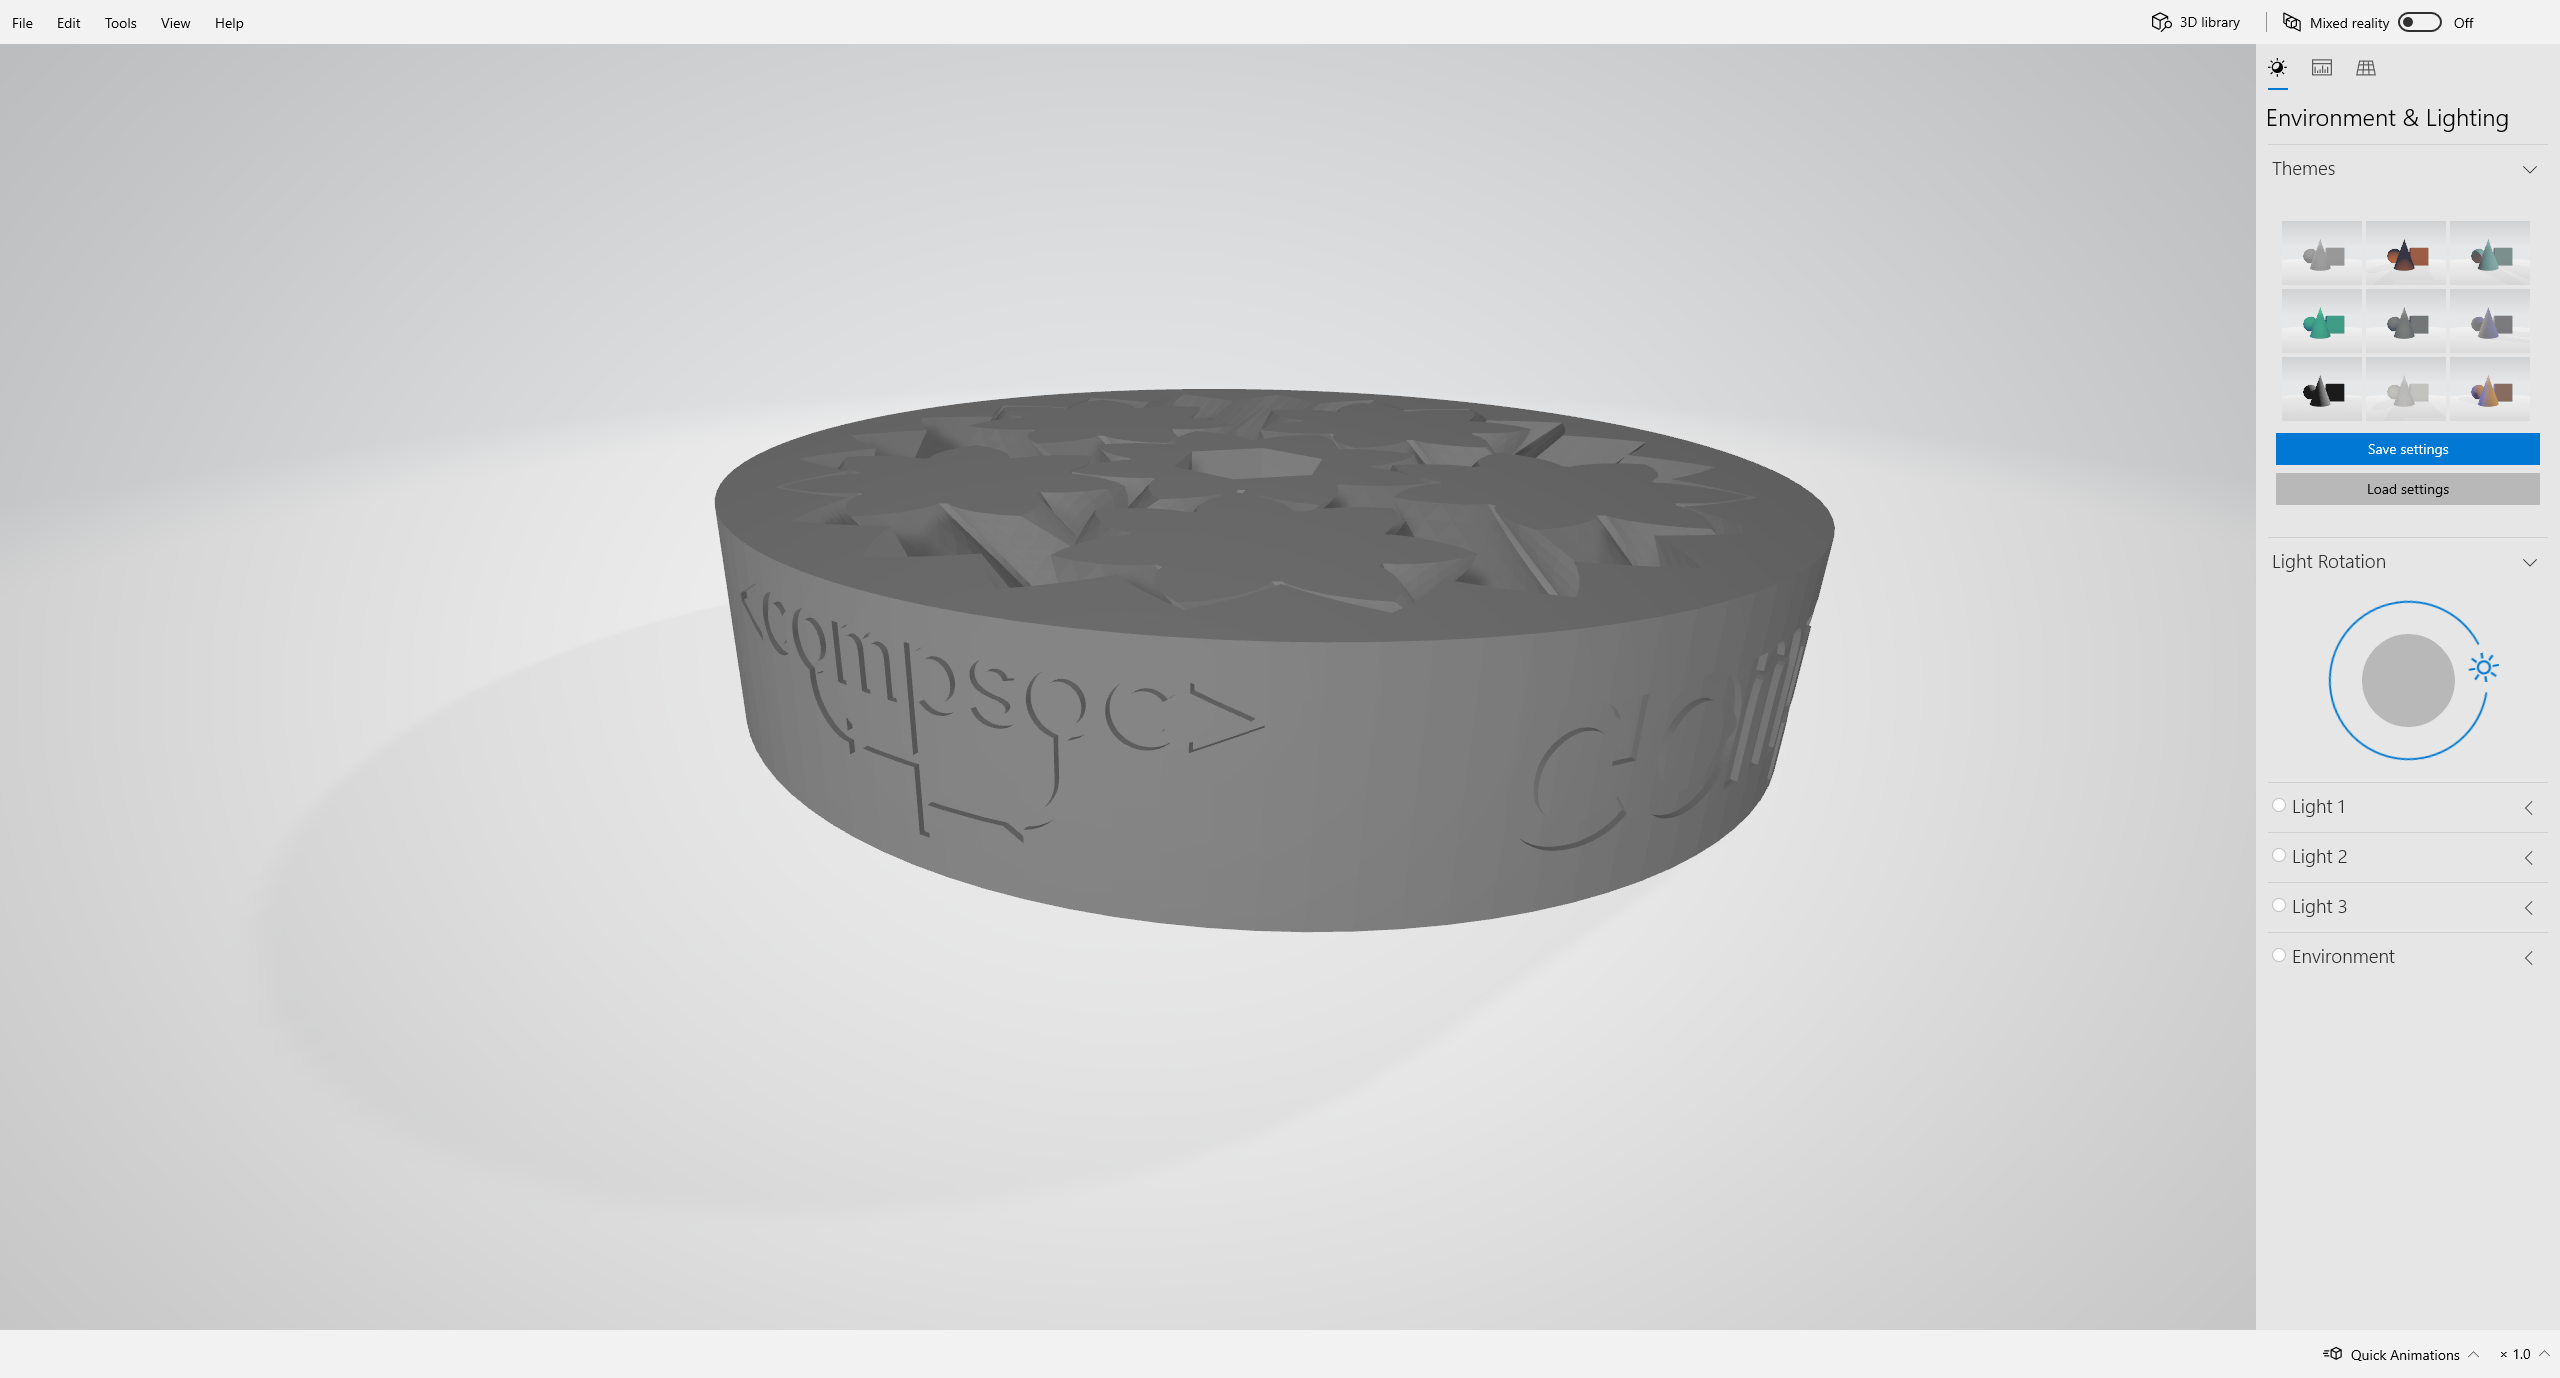 File Edit Tools View Help
3D library
Mixed reality Off
Environment & Lighting
Themes
Save settings
Load settings
Light Rotation
Light 1
Light 2
Light 3
Environment
<compsoc>
Quick Animations × 1.0